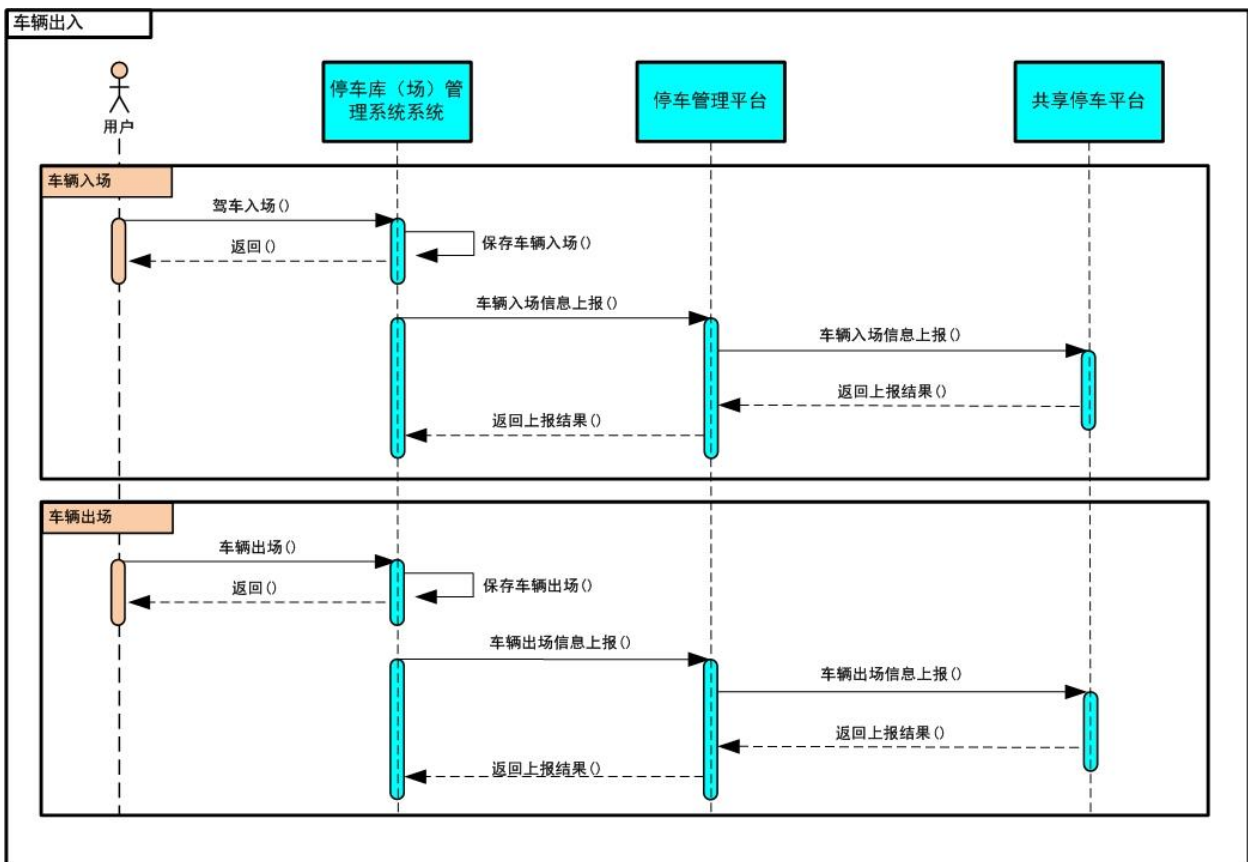 车辆出入
用户
停车库（场）管
理系统系统
停车管理平台
共享停车平台
车辆入场
驾车入场()
保存车辆入场()
返回()
车辆入场信息上报()
车辆入场信息上报()
返回上报结果()
返回上报结果()
车辆出场
车辆出场()
保存车辆出场()
返回()
车辆出场信息上报()
车辆出场信息上报()
返回上报结果()
返回上报结果()